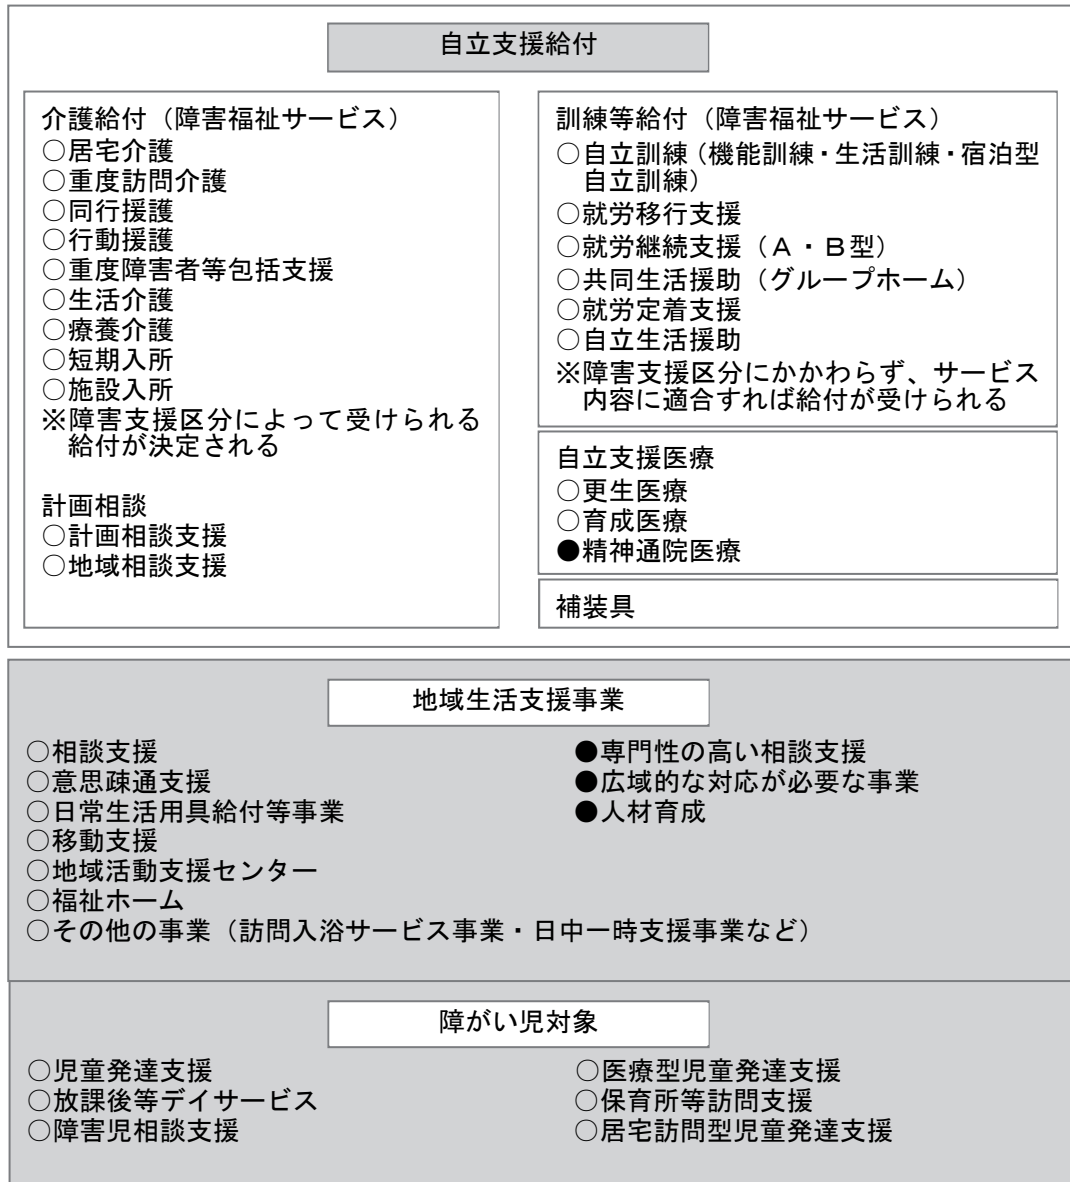 自立支援給付
介護給付（障害福祉サービス）
○居宅介護
○重度訪問介護
○同行援護
○行動援護
○重度障害者等包括支援
○生活介護
○療養介護
○短期入所
○施設入所
※障害支援区分によって受けられる
給付が決定される
計画相談
○計画相談支援
○地域相談支援
訓練等給付（障害福祉サービス）
○自立訓練（機能訓練・生活訓練・宿泊型
自立訓練）
○就労移行支援
○就労継続支援（Ａ・Ｂ型）
○共同生活援助（グループホーム）
○就労定着支援
○自立生活援助
※障害支援区分にかかわらず、サービス
内容に適合すれば給付が受けられる
自立支援医療
○更生医療
○育成医療
●精神通院医療
補装具
地域生活支援事業
○相談支援
○意思疎通支援
○日常生活用具給付等事業
○移動支援
○地域活動支援センター
○福祉ホーム
○その他の事業（訪問入浴サービス事業・日中一時支援事業など）
●専門性の高い相談支援
●広域的な対応が必要な事業
●人材育成
障がい児対象
○児童発達支援
○放課後等デイサービス
○障害児相談支援
○医療型児童発達支援
○保育所等訪問支援
○居宅訪問型児童発達支援